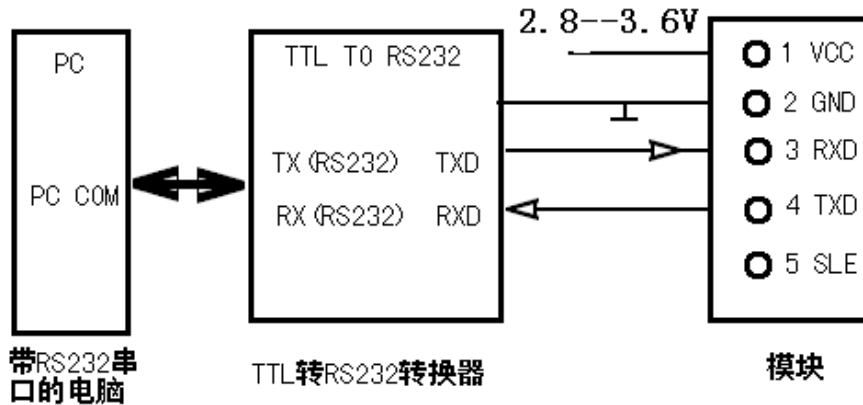 2.8--3.6V
PC
PC COM
TTL TO RS232
TX(RS232) TXD
RX(RS232) RXD
1 VCC
2 GND
3 RXD
4 TXD
5 SLE
带RS232串
口的电脑
TTL转RS232转换器
模块